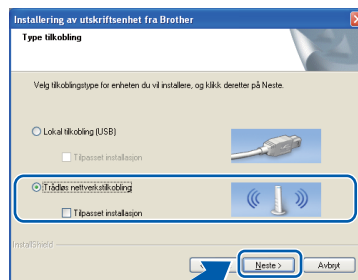 Installering av utskriftsenhet fra Brother
Type tilkobling
Velg tilkoblingstype for enheten du vil installere, og klikk deretter på Neste.
Lokal tilkobling (USB)
Tilpasset installasjon
Trådløs nettverkstilkobling
Tilpasset installasjon
InstallShield
Neste > Avbryt